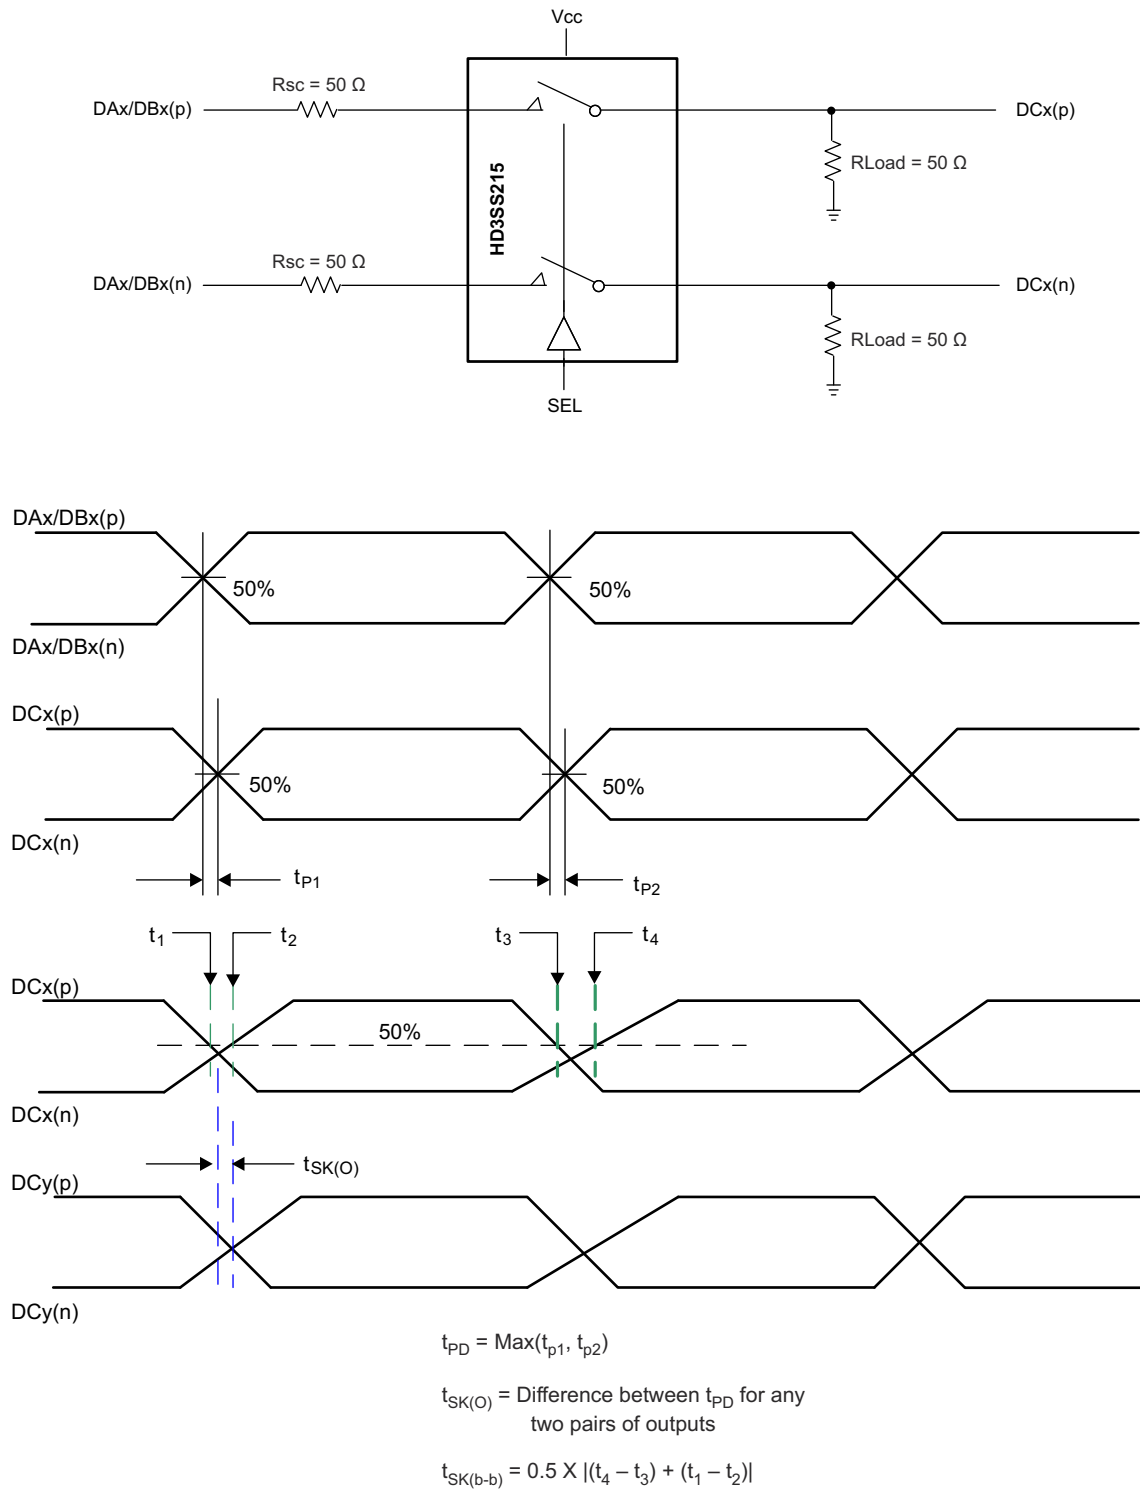 Vcc
Rsc = 50 Ω
DAx/DBx(p)
DCx(p)
RLoad = 50 Ω
HD3SS215
Rsc = 50 Ω
DAx/DBx(n)
DCx(n)
RLoad = 50 Ω
SEL
DAx/DBx(p)
50%
50%
DAx/DBx(n)
DCx(p)
50%
50%
DCx(n)
tP1
tP2
t1
t2
t3
t4
DCx(p)
50%
DCx(n)
tSK(O)
DCy(p)
DCy(n)
tPD = Max(tp1, tp2)
tSK(O) = Difference between tPD for any
two pairs of outputs
tSK(b-b) = 0.5 X |(t4 – t3) + (t1 – t2)|